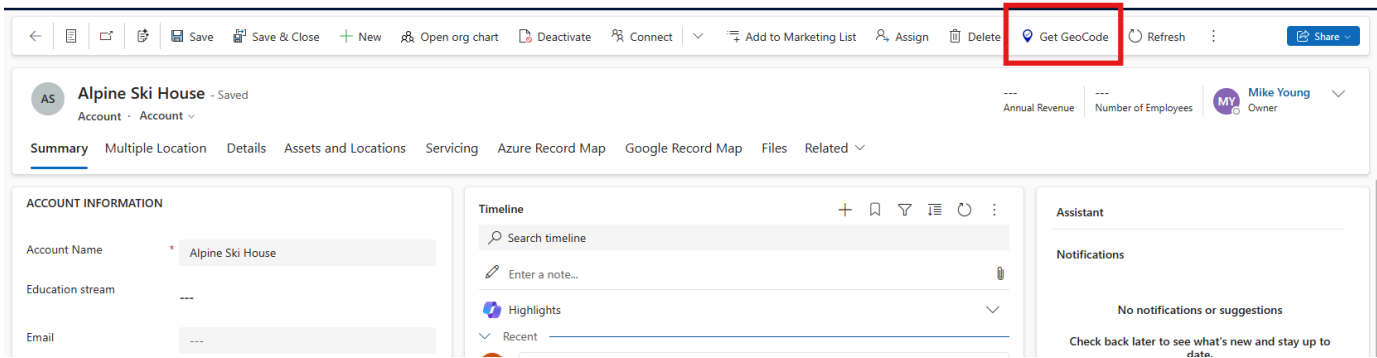 Save Save & Close New Open org chart Deactivate Connect Add to Marketing List Assign Delete Get GeoCode Refresh Share
AS Alpine Ski House - Saved
Account · Account
--- Annual Revenue
--- Number of Employees
MY Mike Young
Owner
Summary Multiple Location Details Assets and Locations Servicing Azure Record Map Google Record Map Files Related
ACCOUNT INFORMATION
Account Name * Alpine Ski House
Education stream ---
Email ---
Timeline
Search timeline
Enter a note...
Highlights
Recent
Assistant
Notifications
No notifications or suggestions
Check back later to see what's new and stay up to
date.